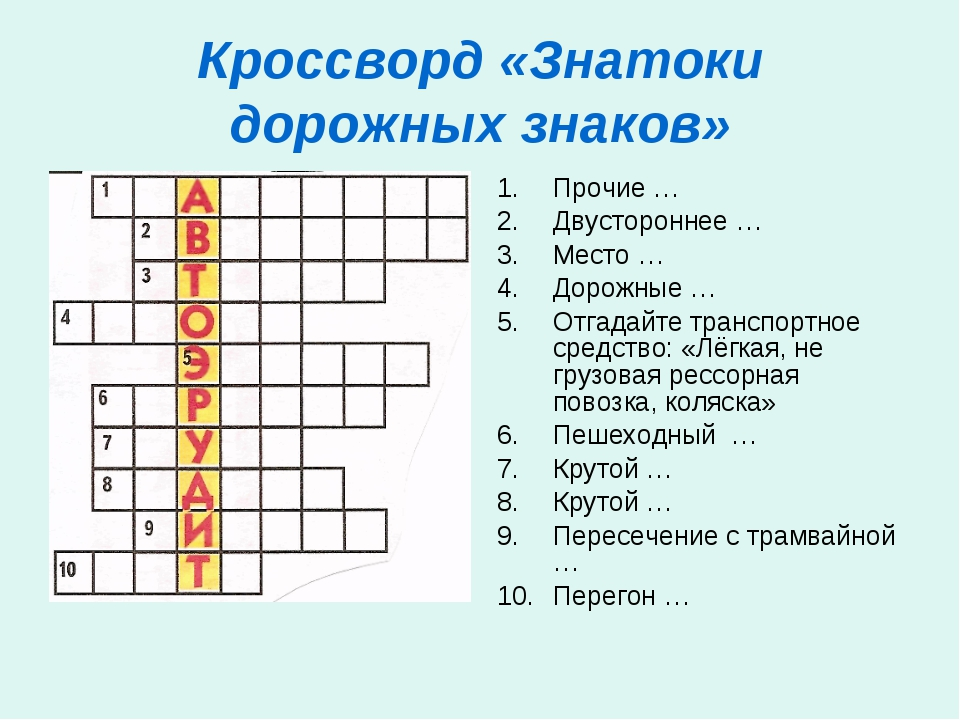 Кроссворд «Знатоки
дорожных знаков»
1 А
2 В
3 Т
4 О
5 Э
6 Р
7 У
8 Д
9 И
10 Т
1. Прочие …
2. Двустороннее …
3. Место …
4. Дорожные …
5. Отгадайте транспортное
средство: «Лёгкая, не
грузовая рессорная
повозка, коляска»
6. Пешеходный …
7. Крутой …
8. Крутой …
9. Пересечение с трамвайной
…
10. Перегон …